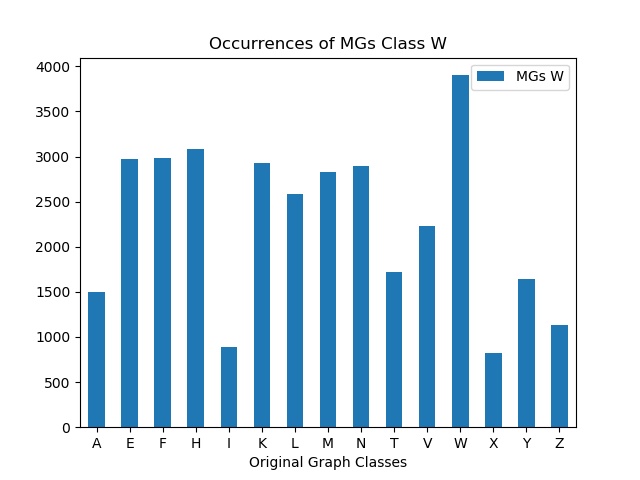 Occurrences of MGs Class W
MGs W
4000
3500
3000
2500
2000
1500
1000
500
0
A E F H I K L M N T V W X Y Z
Original Graph Classes